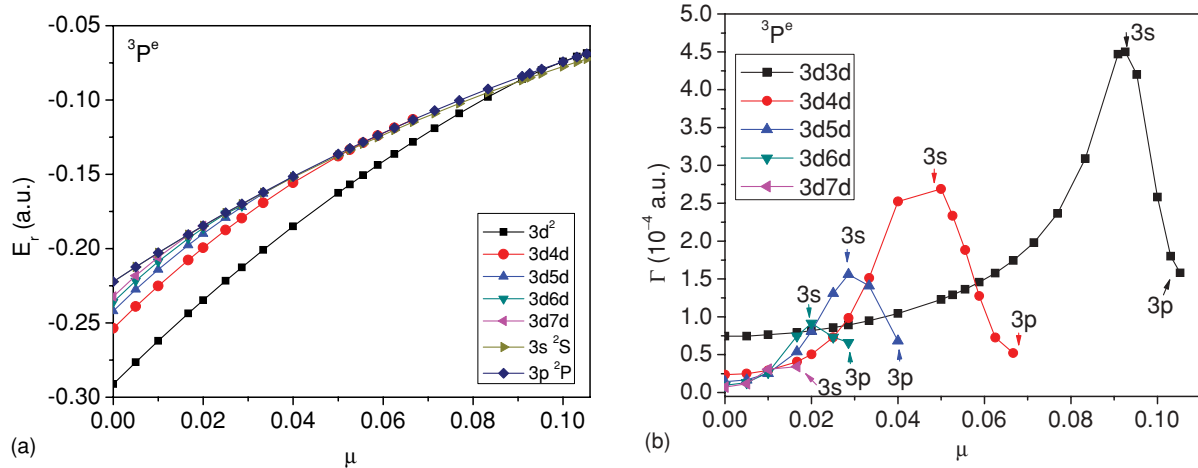 -0.05
-0.10
-0.15
-0.20
-0.25
-0.30
E_r (a.u.)
³Pᵉ
3d²
3d4d
3d5d
3d6d
3d7d
3s ²S
3p ²P
0.00 0.02 0.04 0.06 0.08 0.10
μ
(a)
5.0
4.5
4.0
3.5
3.0
2.5
2.0
1.5
1.0
0.5
0.0
Γ (10⁻⁴ a.u.)
³Pᵉ
3d3d
3d4d
3d5d
3d6d
3d7d
3s
3s
3s
3s
3s
3p
3p
3p
3p
0.00 0.02 0.04 0.06 0.08 0.10
μ
(b)